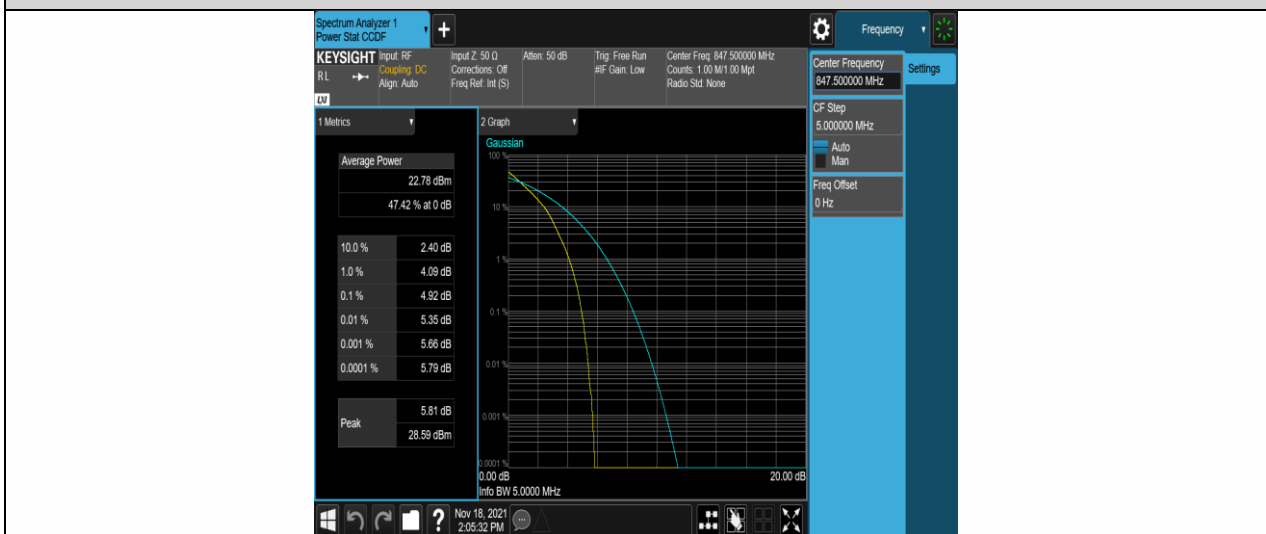 Spectrum Analyzer 1
Power Stat CCDF
Frequency
KEYSIGHT
R L
LXI
Input: RF
Coupling: DC
Align: Auto
Input Z: 50 Ω
Corrections: Off
Freq Ref: Int (S)
Atten: 50 dB
Trig: Free Run
#IF Gain: Low
Center Freq: 847.500000 MHz
Counts: 1.00 M/1.00 Mpt
Radio Std: None
Center Frequency
847.500000 MHz
Settings
CF Step
5.000000 MHz
Auto
Man
Freq Offset
0 Hz
1 Metrics
Average Power
22.78 dBm
47.42 % at 0 dB
10.0 % 2.40 dB
1.0 % 4.09 dB
0.1 % 4.92 dB
0.01 % 5.35 dB
0.001 % 5.66 dB
0.0001 % 5.79 dB
Peak 5.81 dB
28.59 dBm
2 Graph
Gaussian
100 %
10 %
1 %
0.1 %
0.01 %
0.001 %
0.0001 %
0.00 dB 20.00 dB
Info BW 5.0000 MHz
?
Nov 18, 2021
2:05:32 PM